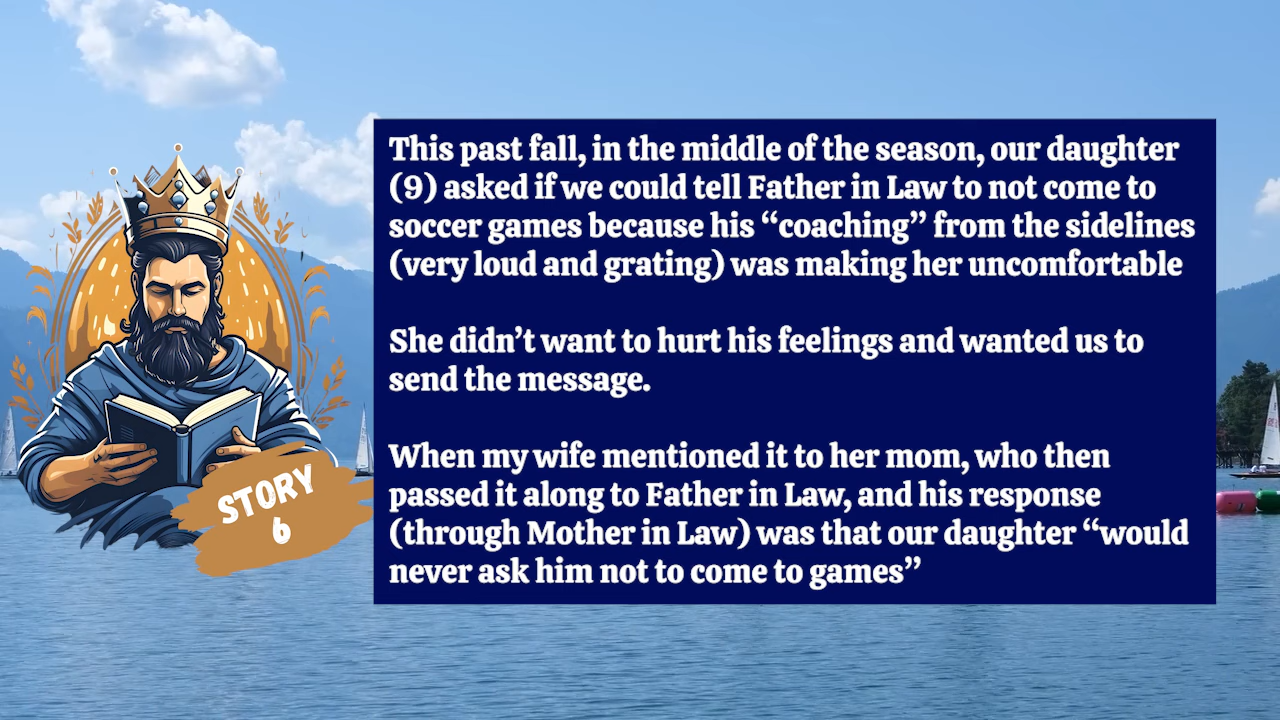 This past fall, in the middle of the season, our daughter
(9) asked if we could tell Father in Law to not come to
soccer games because his “coaching” from the sidelines
(very loud and grating) was making her uncomfortable
She didn’t want to hurt his feelings and wanted us to
send the message.
When my wife mentioned it to her mom, who then
passed it along to Father in Law, and his response
(through Mother in Law) was that our daughter “would
never ask him not to come to games”
STORY
6